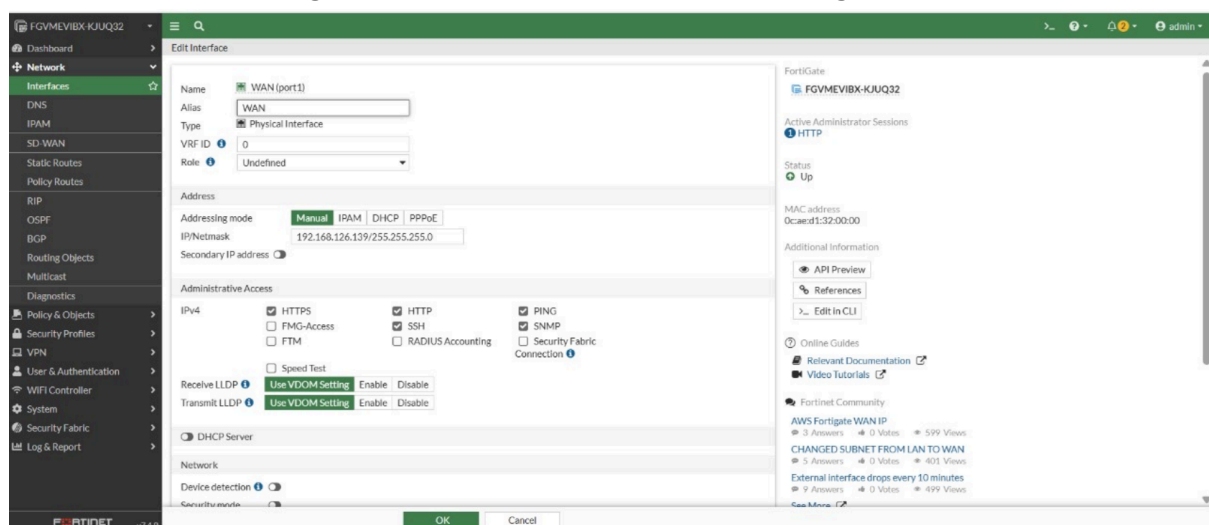 FGVMEVIBX-KJUQ32
>_
2
admin
Dashboard
Network
Interfaces
DNS
IPAM
SD-WAN
Static Routes
Policy Routes
RIP
OSPF
BGP
Routing Objects
Multicast
Diagnostics
Policy & Objects
Security Profiles
VPN
User & Authentication
WiFi Controller
System
Security Fabric
Log & Report
FORTINET
Edit Interface
Name WAN (port1)
Alias WAN
Type Physical Interface
VRF ID 0
Role Undefined
Address
Addressing mode Manual IPAM DHCP PPPoE
IP/Netmask 192.168.126.139/255.255.255.0
Secondary IP address
Administrative Access
IPv4 HTTPS HTTP PING
FMG-Access SSH SNMP
FTM RADIUS Accounting Security Fabric
Connection
Speed Test
Receive LLDP Use VDOM Setting Enable Disable
Transmit LLDP Use VDOM Setting Enable Disable
DHCP Server
Network
Device detection
Security mode
OK Cancel
FortiGate
FGVMEVIBX-KJUQ32
Active Administrator Sessions
1 HTTP
Status
Up
MAC address
0c:ae:d1:32:00:00
Additional Information
API Preview
References
>_ Edit in CLI
Online Guides
Relevant Documentation
Video Tutorials
Fortinet Community
AWS Fortigate WAN IP
3 Answers 0 Votes 599 Views
CHANGED SUBNET FROM LAN TO WAN
5 Answers 0 Votes 401 Views
External interface drops every 10 minutes
9 Answers 0 Votes 499 Views
See More